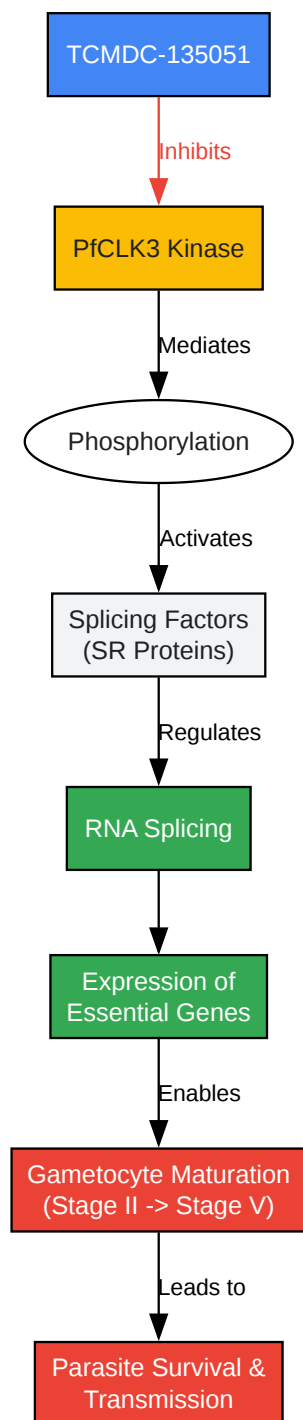 TCMDC-135051
Inhibits
PfCLK3 Kinase
Mediates
Phosphorylation
Activates
Splicing Factors
(SR Proteins)
Regulates
RNA Splicing
Expression of
Essential Genes
Enables
Gametocyte Maturation
(Stage II -> Stage V)
Leads to
Parasite Survival &
Transmission